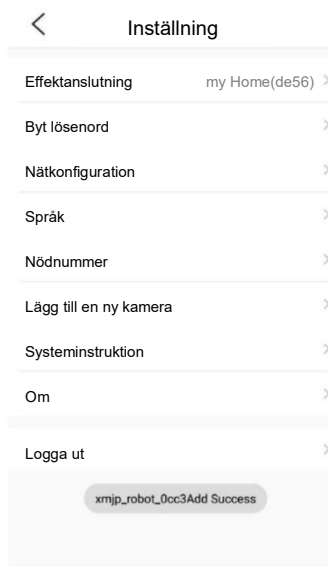 Inställning
Effektanslutning my Home(de56)
Byt lösenord
Nätkonfiguration
Språk
Nödnummer
Lägg till en ny kamera
Systeminstruktion
Om
Logga ut
xmjp_robot_0cc3Add Success